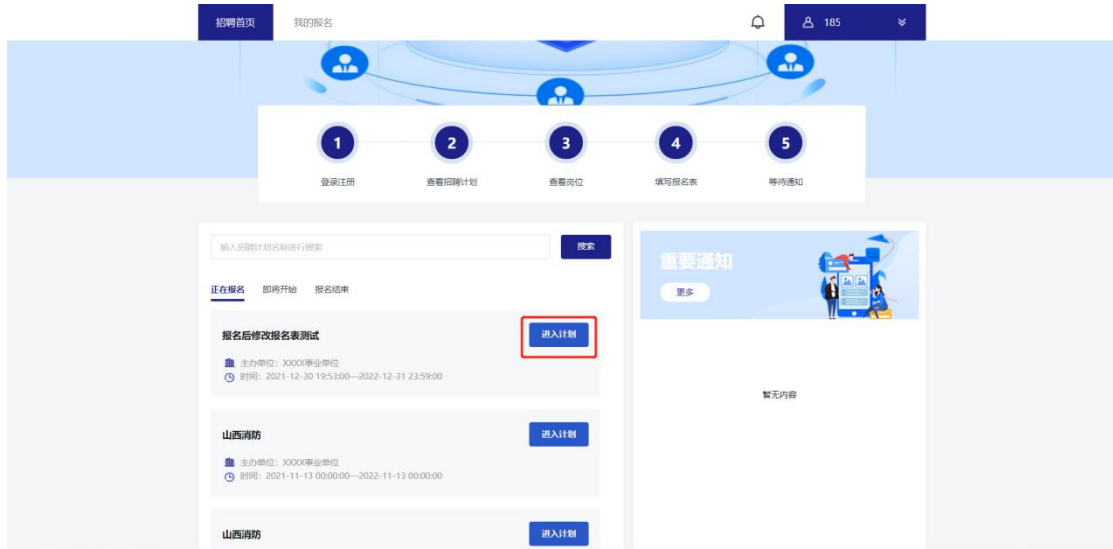 招聘首页
我的报名
185
1
2
3
4
5
登录注册
查看招聘计划
查看岗位
填写报名表
等待通知
输入招聘计划名称进行搜索
搜索
正在报名
即将开始
报名结束
报名后修改报名表测试
进入计划
主办单位：XXXX事业单位
时间：2021-12-30 19:53:00—2022-12-31 23:59:00
山西消防
进入计划
主办单位：XXXX事业单位
时间：2021-11-13 00:00:00—2022-11-13 00:00:00
山西消防
进入计划
重要通知
更多
暂无内容